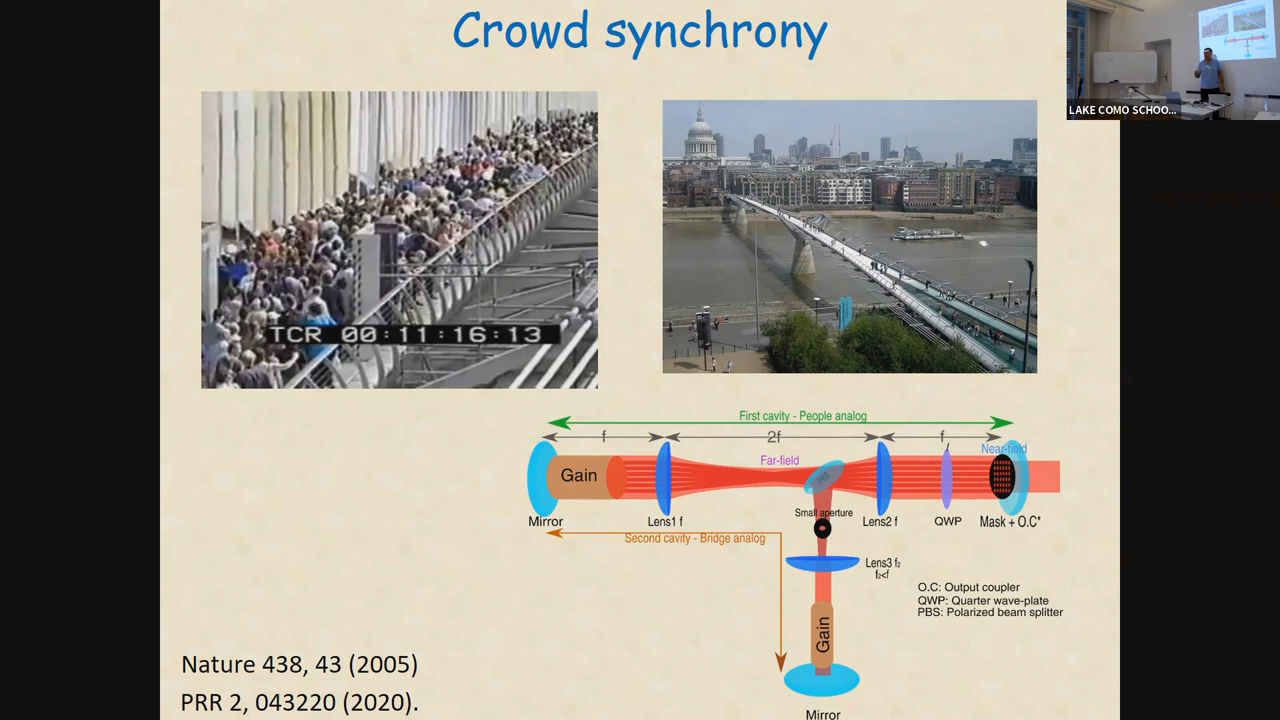 Crowd synchrony
LAKE COMO SCHOO...
TCR 00:11:16:13
First cavity - People analog
f
2f
f
Near-field
Far-field
Gain
PBS
Mirror
Lens1 f
Small aperture
Lens2 f
QWP
Mask + O.C*
Second cavity - Bridge analog
Lens3 f₂
f₂<f
O.C: Output coupler
QWP: Quarter wave-plate
PBS: Polarized beam splitter
Gain
Nature 438, 43 (2005)
PRR 2, 043220 (2020).
Mirror